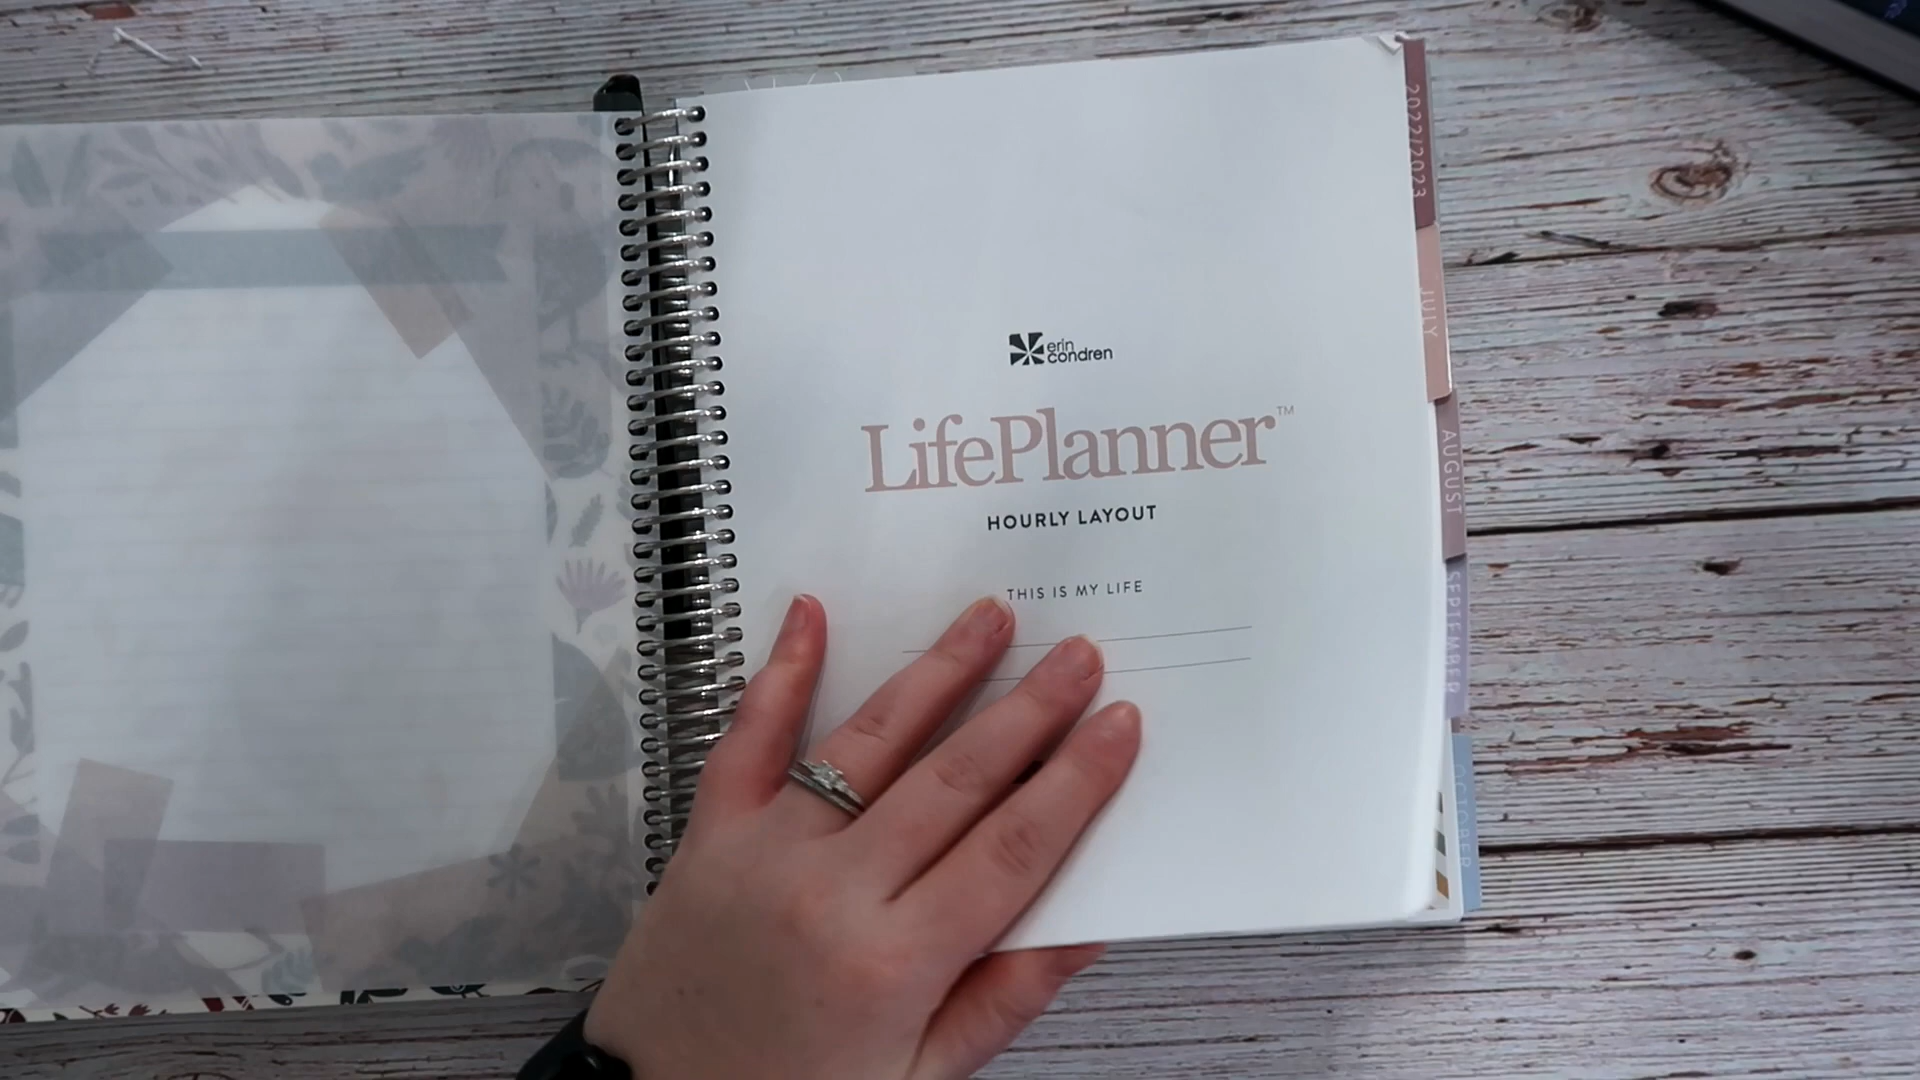 erin
condren
LifePlanner™
HOURLY LAYOUT
THIS IS MY LIFE
2022/2023
JULY
AUGUST
SEPTEMBER
OCTOBER